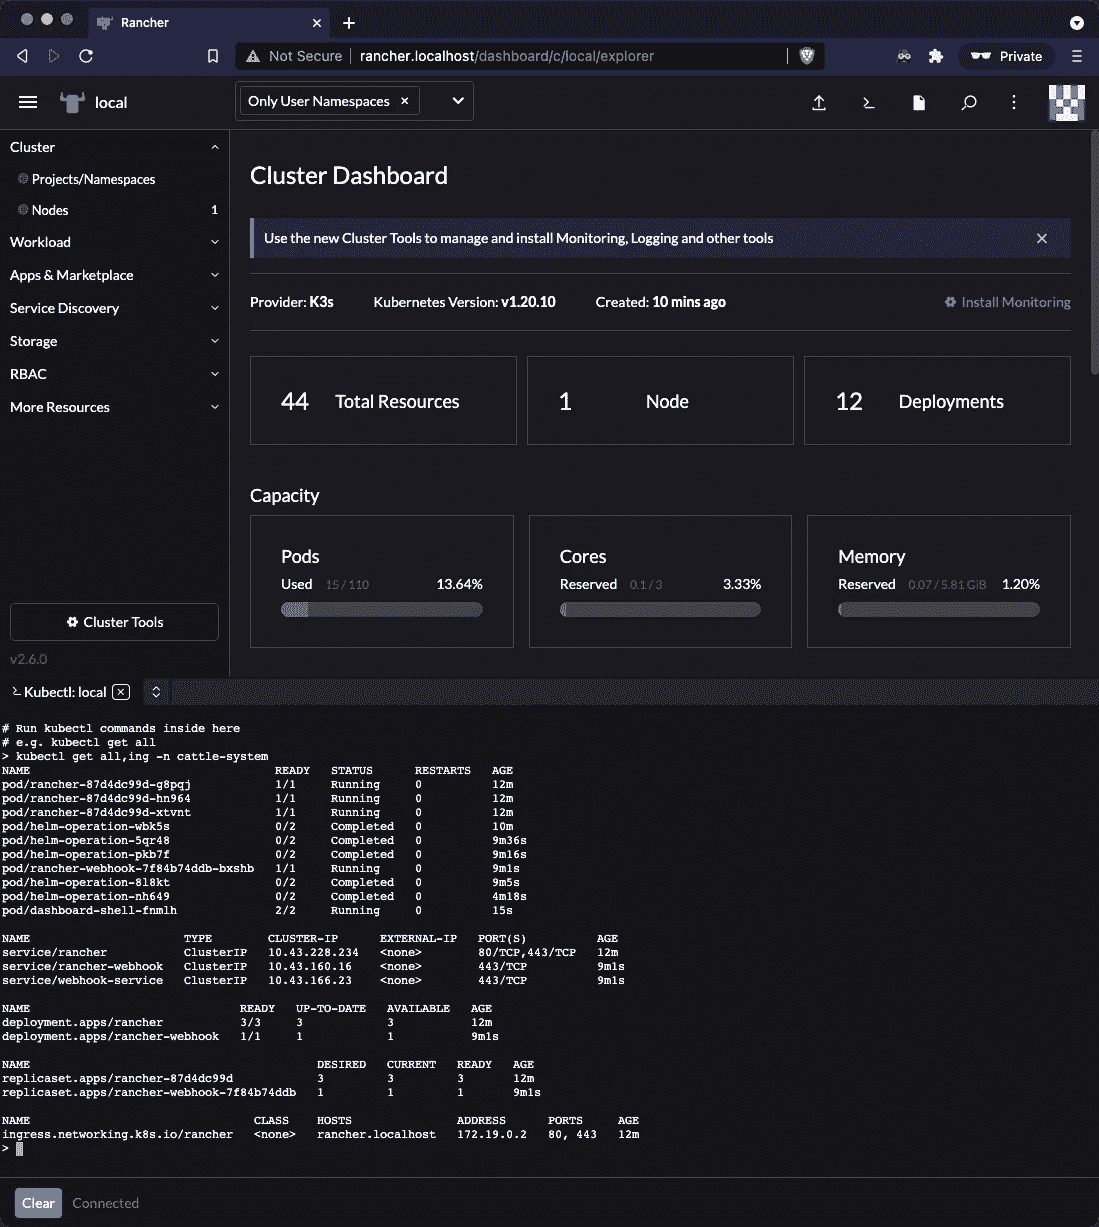 Rancher
Not Secure rancher.localhost/dashboard/c/local/explorer Private
local Only User Namespaces
Cluster
Projects/Namespaces
Nodes 1
Workload
Apps & Marketplace
Service Discovery
Storage
RBAC
More Resources
Cluster Tools
v2.6.0
Cluster Dashboard
Use the new Cluster Tools to manage and install Monitoring, Logging and other tools
Provider: K3s Kubernetes Version: v1.20.10 Created: 10 mins ago Install Monitoring
44 Total Resources 1 Node 12 Deployments
Capacity
Pods Cores Memory
Used 15 / 110 13.64% Reserved 0.1 / 3 3.33% Reserved 0.07 / 5.81 GiB 1.20%
Kubectl: local
# Run kubectl commands inside here
# e.g. kubectl get all
> kubectl get all,ing -n cattle-system
NAME READY STATUS RESTARTS AGE
pod/rancher-87d4dc99d-g8pqj 1/1 Running 0 12m
pod/rancher-87d4dc99d-hn964 1/1 Running 0 12m
pod/rancher-87d4dc99d-xtvnt 1/1 Running 0 12m
pod/helm-operation-wbk5s 0/2 Completed 0 10m
pod/helm-operation-5qr48 0/2 Completed 0 9m36s
pod/helm-operation-pkb7f 0/2 Completed 0 9m16s
pod/rancher-webhook-7f84b74ddb-bxshb 1/1 Running 0 9m1s
pod/helm-operation-8l8kt 0/2 Completed 0 9m5s
pod/helm-operation-nh649 0/2 Completed 0 4m18s
pod/dashboard-shell-fnmlh 2/2 Running 0 15s
NAME TYPE CLUSTER-IP EXTERNAL-IP PORT(S) AGE
service/rancher ClusterIP 10.43.228.234 <none> 80/TCP,443/TCP 12m
service/rancher-webhook ClusterIP 10.43.160.16 <none> 443/TCP 9m1s
service/webhook-service ClusterIP 10.43.166.23 <none> 443/TCP 9m1s
NAME READY UP-TO-DATE AVAILABLE AGE
deployment.apps/rancher 3/3 3 3 12m
deployment.apps/rancher-webhook 1/1 1 1 9m1s
NAME DESIRED CURRENT READY AGE
replicaset.apps/rancher-87d4dc99d 3 3 3 12m
replicaset.apps/rancher-webhook-7f84b74ddb 1 1 1 9m1s
NAME CLASS HOSTS ADDRESS PORTS AGE
ingress.networking.k8s.io/rancher <none> rancher.localhost 172.19.0.2 80, 443 12m
>
Clear Connected